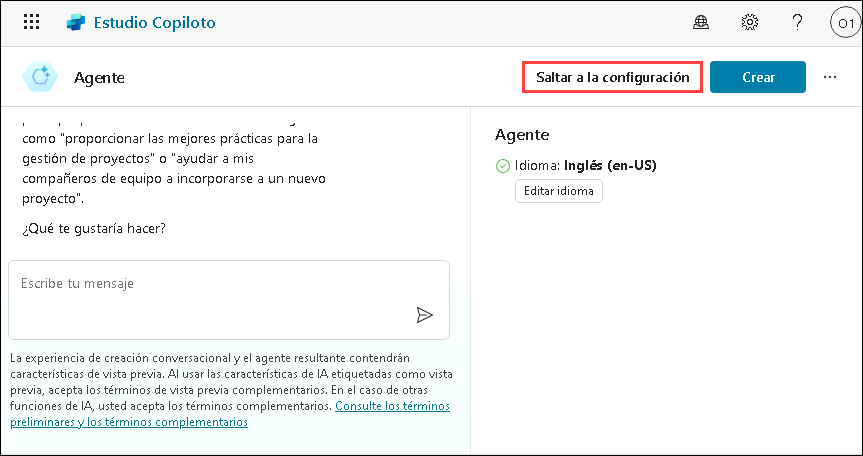 Estudio Copiloto
O1
Agente
Saltar a la configuración
Crear
como "proporcionar las mejores prácticas para la
gestión de proyectos" o "ayudar a mis
compañeros de equipo a incorporarse a un nuevo
proyecto".
¿Qué te gustaría hacer?
Escribe tu mensaje
La experiencia de creación conversacional y el agente resultante contendrán
características de vista previa. Al usar las características de IA etiquetadas como vista
previa, acepta los términos de vista previa complementarios. En el caso de otras
funciones de IA, usted acepta los términos complementarios. Consulte los términos
preliminares y los términos complementarios
Agente
Idioma: Inglés (en-US)
Editar idioma